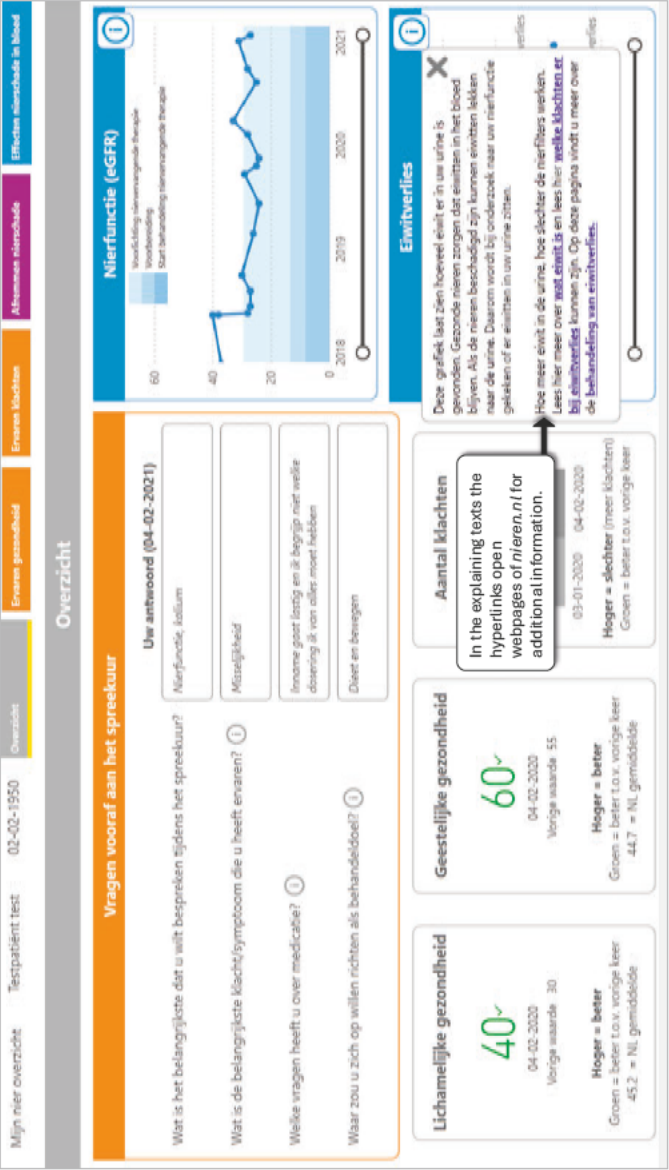 Mijn nier overzicht
Testpatiënt test
02-02-1950
Overzicht
Ervaren gezondheid
Ervaren klachten
Afremmen nierschade
Effecten nierschade in bloed
Overzicht
Vragen vooraf aan het spreekuur
Uw antwoord (04-02-2021)
Wat is het belangrijkste dat u wilt bespreken tijdens het spreekuur?
Nierfunctie, kalium
Wat is de belangrijkste klacht/symptoom die u heeft ervaren?
Misselijkheid
Welke vragen heeft u over medicatie?
Inname gaat lastig en ik begrijp niet welke
dosering ik van alles moet hebben
Waar zou u zich op willen richten als behandeldoel?
Dieet en bewegen
Nierfunctie (eGFR)
Voorlichting niervervangende therapie
Voorbereiding
Start behandeling niervervangende therapie
60
40
20
0
2018
2019
2020
2021
Lichamelijke gezondheid
40
04-02-2020
Vorige waarde 30
Hoger = beter
Groen = beter t.o.v. vorige keer
45.2 = NL gemiddelde
Geestelijke gezondheid
60
04-02-2020
Vorige waarde 55
Hoger = beter
Groen = beter t.o.v. vorige keer
44.7 = NL gemiddelde
Aantal klachten
In the explaining texts the
hyperlinks open
webpages of nieren.nl for
additional information.
03-01-2020
04-02-2020
Hoger = slechter (meer klachten)
Groen = beter t.o.v. vorige keer
Eiwitverlies
Deze grafiek laat zien hoeveel eiwit er in uw urine is
gevonden. Gezonde nieren zorgen dat eiwitten in het bloed
blijven. Als de nieren beschadigd zijn kunnen eiwitten lekken
naar de urine. Daarom wordt bij onderzoek naar uw nierfunctie
gekeken of er eiwitten in uw urine zitten.
Hoe meer eiwit in de urine, hoe slechter de nierfilters werken.
Lees hier meer over wat eiwit is en lees hier welke klachten er
bij eiwitverlies kunnen zijn. Op deze pagina vindt u meer over
de behandeling van eiwitverlies.
verlies
rlies